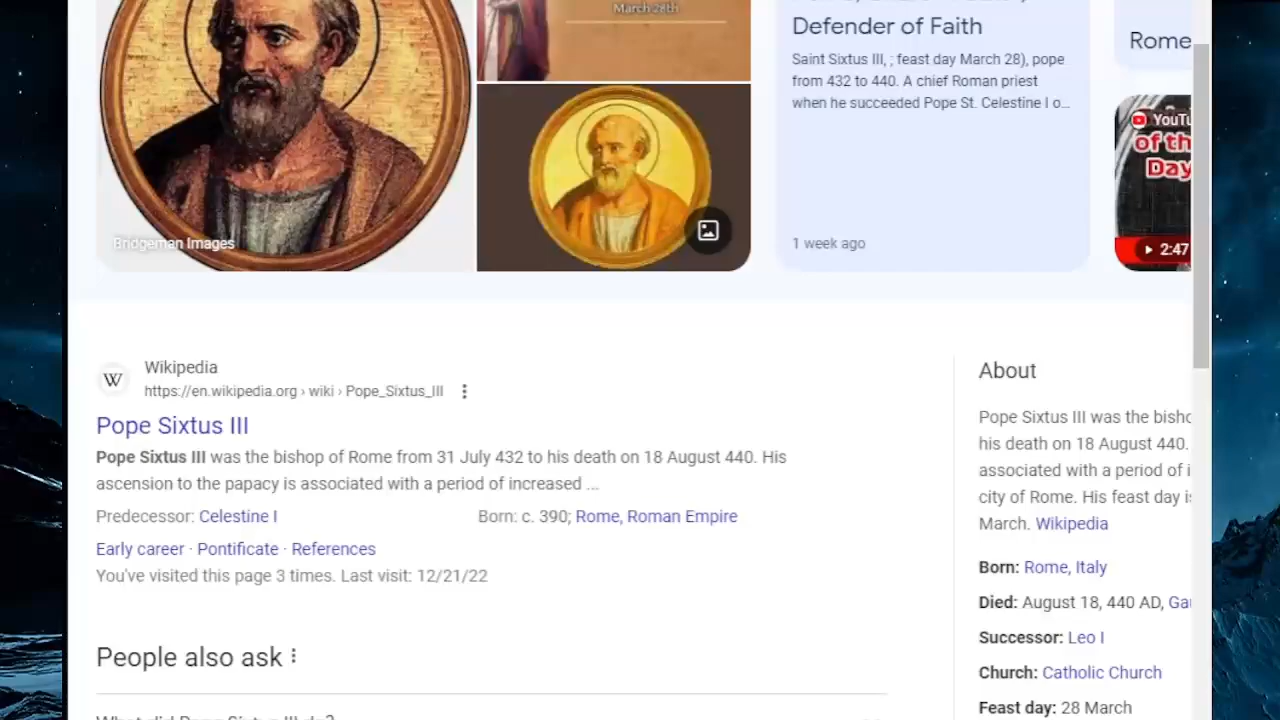 March 28th
Defender of Faith
Saint Sixtus III, ; feast day March 28), pope
from 432 to 440. A chief Roman priest
when he succeeded Pope St. Celestine I o...
1 week ago
Rome
YouTu
of th
Day
2:47
Bridgeman Images
W
Wikipedia
https://en.wikipedia.org › wiki › Pope_Sixtus_III
Pope Sixtus III
Pope Sixtus III was the bishop of Rome from 31 July 432 to his death on 18 August 440. His
ascension to the papacy is associated with a period of increased ...
Predecessor: Celestine I
Born: c. 390; Rome, Roman Empire
Early career · Pontificate · References
You've visited this page 3 times. Last visit: 12/21/22
People also ask
About
Pope Sixtus III was the bisho
his death on 18 August 440.
associated with a period of i
city of Rome. His feast day is
March. Wikipedia
Born: Rome, Italy
Died: August 18, 440 AD, Ga
Successor: Leo I
Church: Catholic Church
Feast day: 28 March